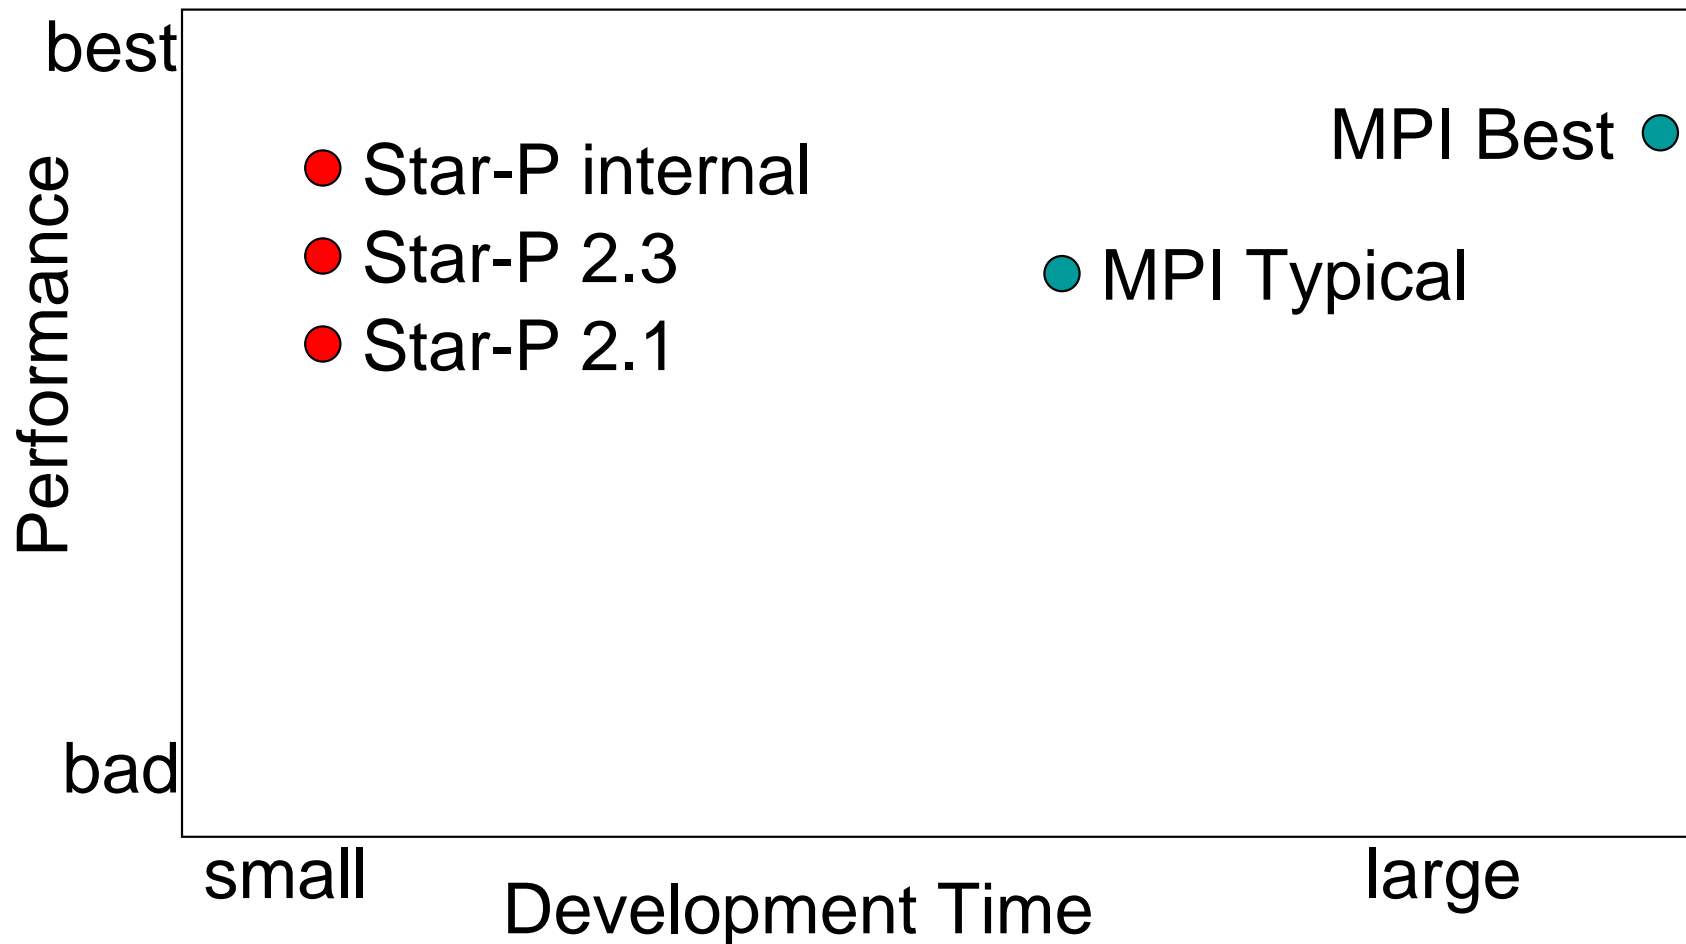 best
MPI Best
Star-P internal
Star-P 2.3
MPI Typical
Star-P 2.1
Performance
bad
small
large
Development Time